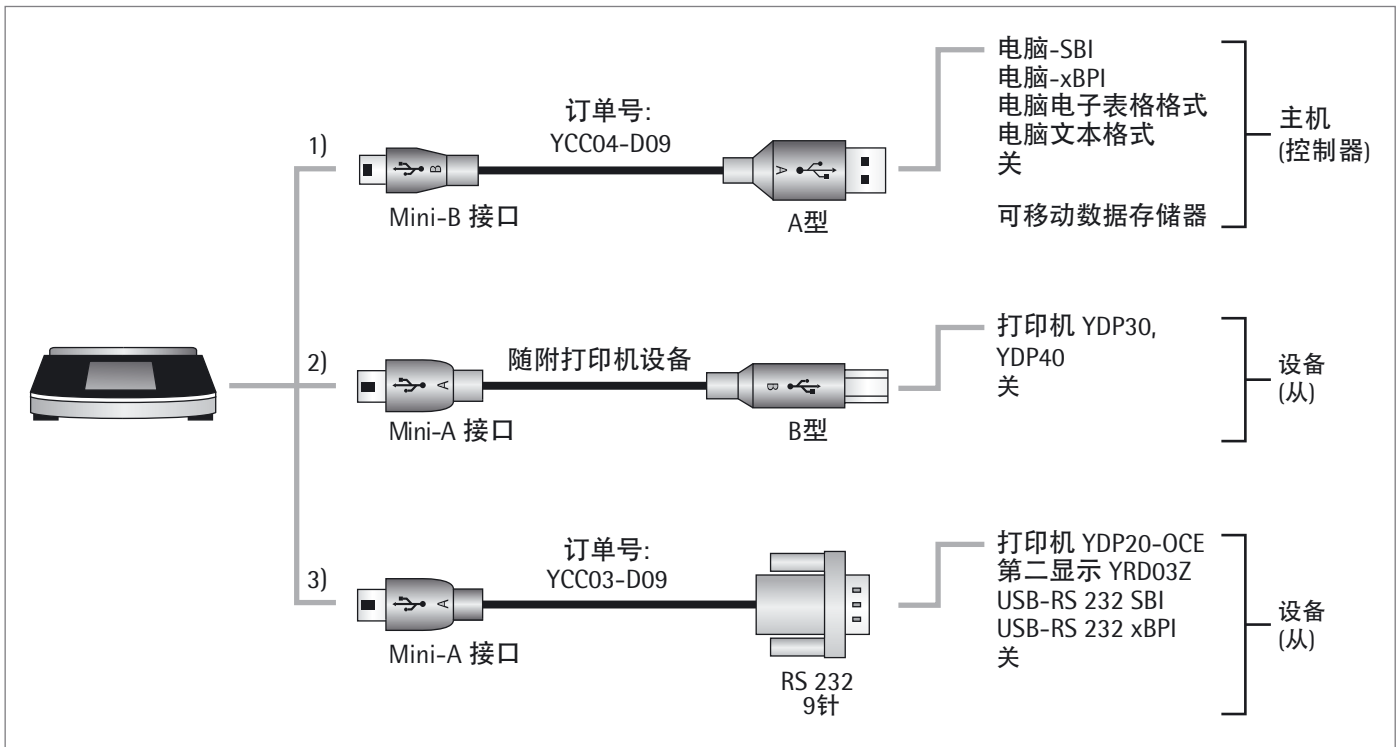 1)
订单号:
YCC04-D09
B
A
Mini-B 接口
A型
电脑-SBI
电脑-xBPI
电脑电子表格格式
电脑文本格式
关
可移动数据存储器
主机
(控制器)
2)
随附打印机设备
A
B
Mini-A 接口
B型
打印机 YDP30,
YDP40
关
设备
(从)
3)
订单号:
YCC03-D09
A
Mini-A 接口
RS 232
9针
打印机 YDP20-OCE
第二显示 YRD03Z
USB-RS 232 SBI
USB-RS 232 xBPI
关
设备
(从)